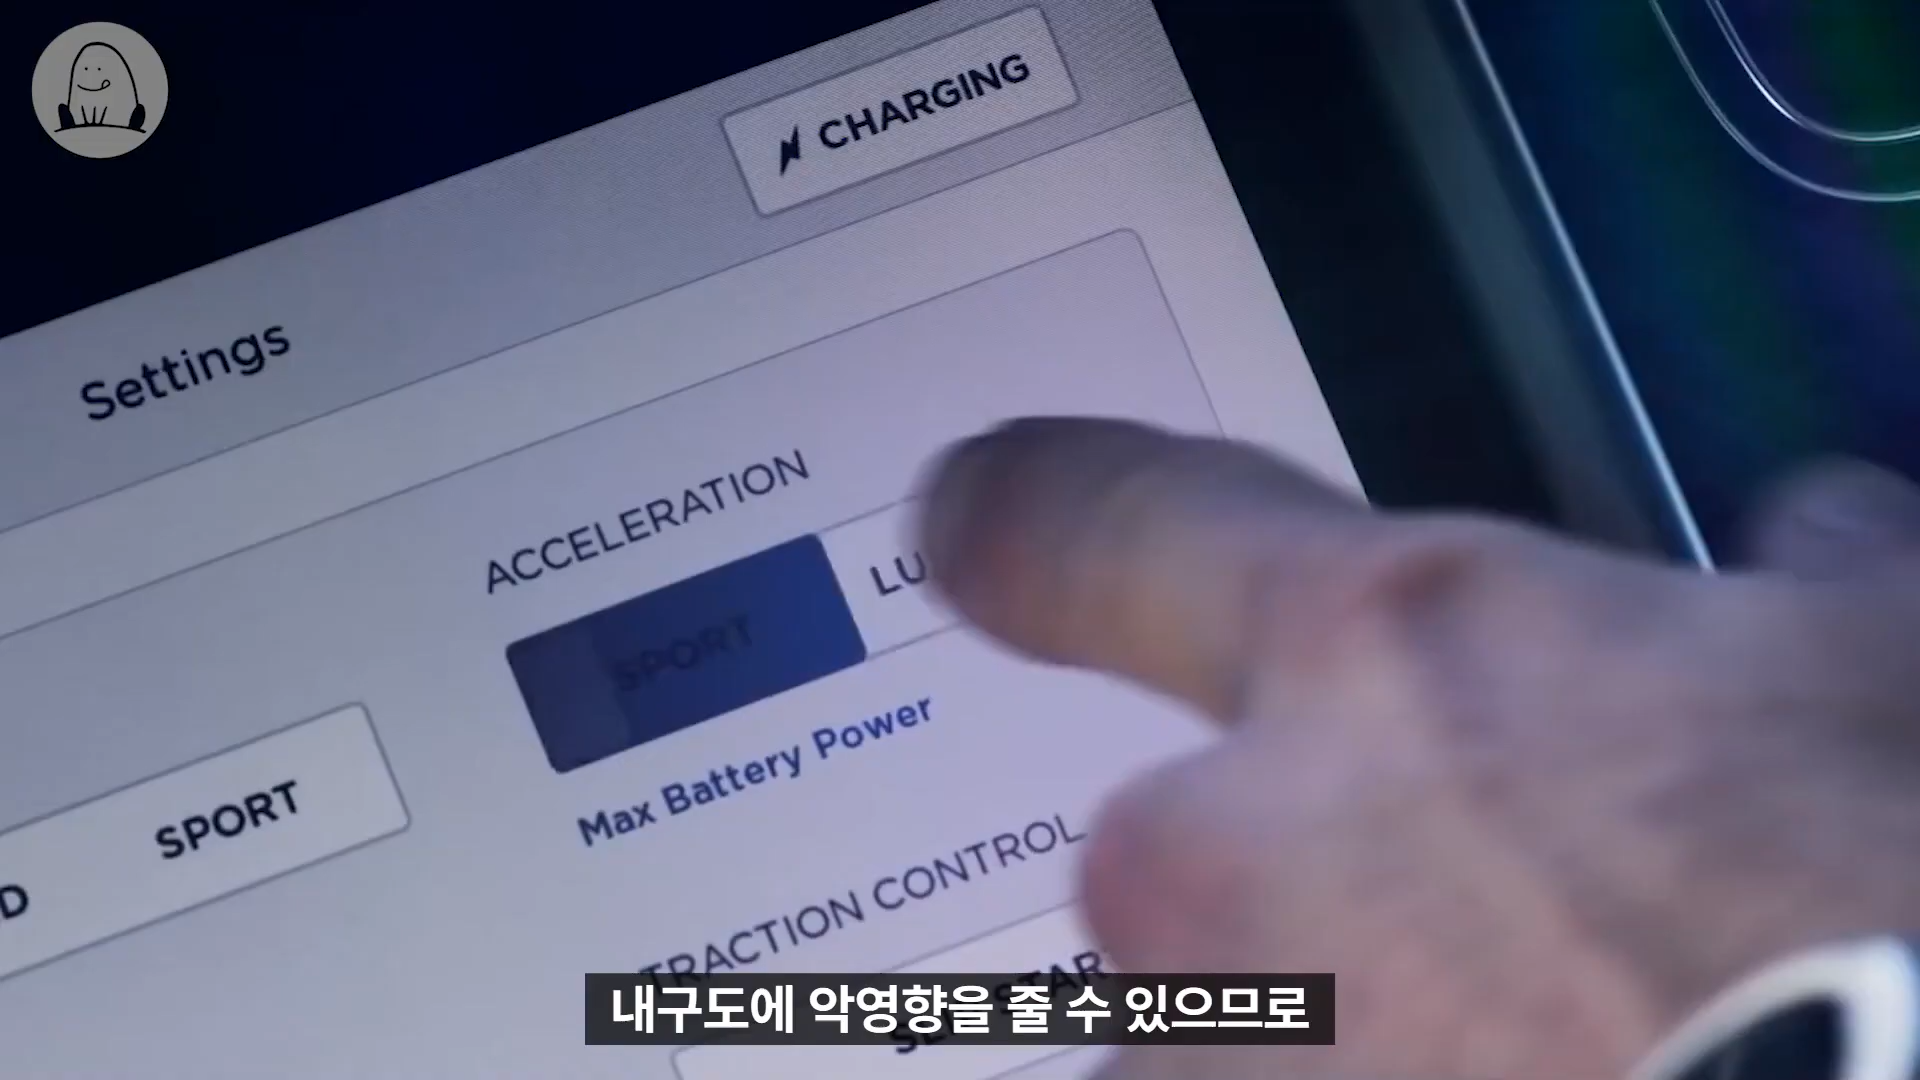 CHARGING
Settings
ACCELERATION
SPORT
LU
Max Battery Power
SPORT
D
TRACTION CONTROL
내구도에 악영향을 줄 수 있으므로